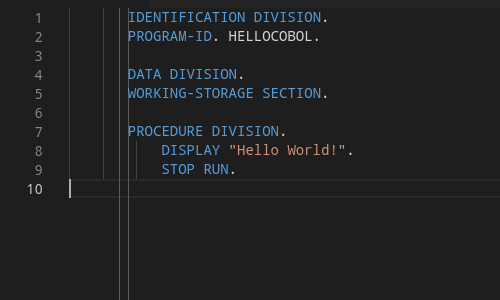 1 IDENTIFICATION DIVISION.
2 PROGRAM-ID. HELLOCOBOL.
3
4 DATA DIVISION.
5 WORKING-STORAGE SECTION.
6
7 PROCEDURE DIVISION.
8 DISPLAY "Hello World!".
9 STOP RUN.
10